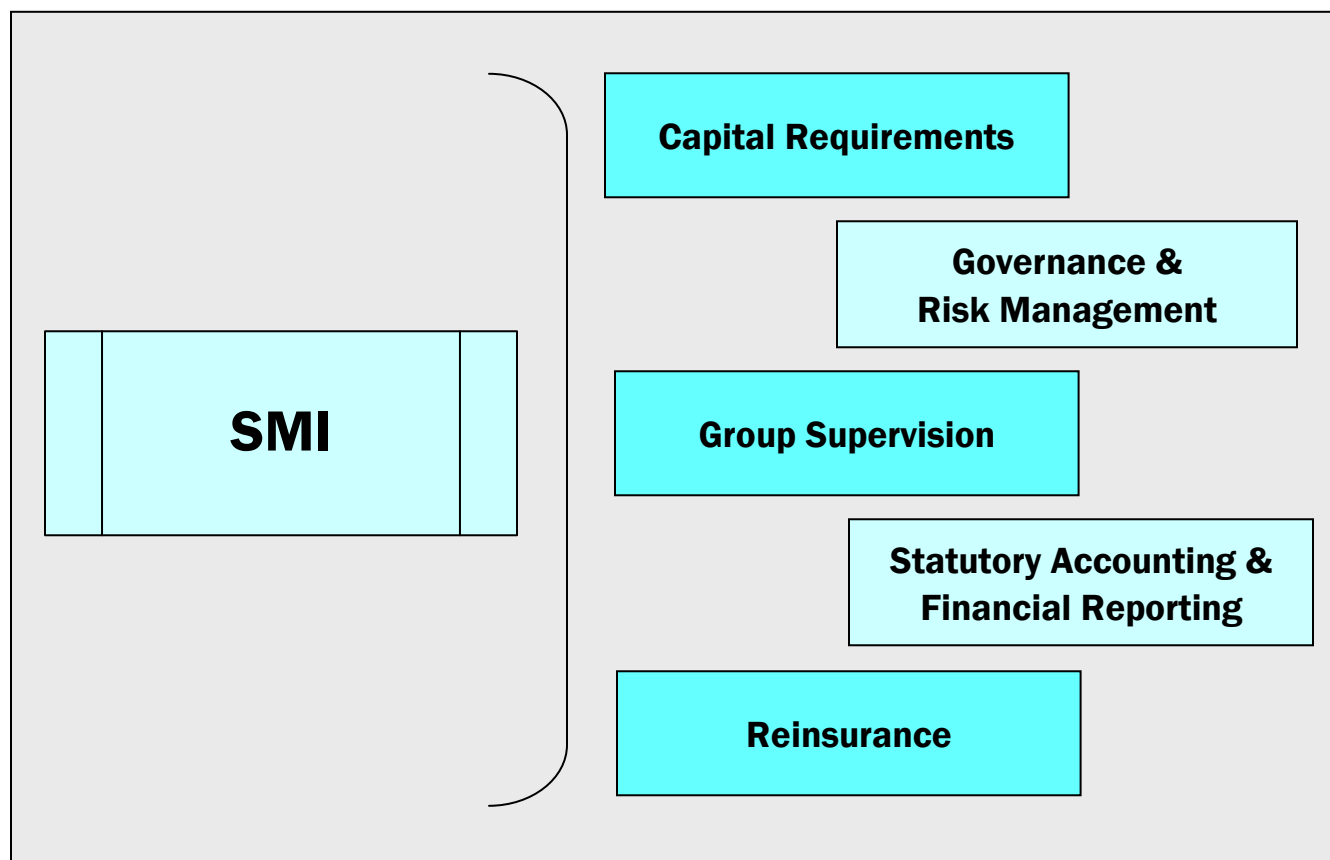 SMI
Capital Requirements
Governance &
Risk Management
Group Supervision
Statutory Accounting &
Financial Reporting
Reinsurance